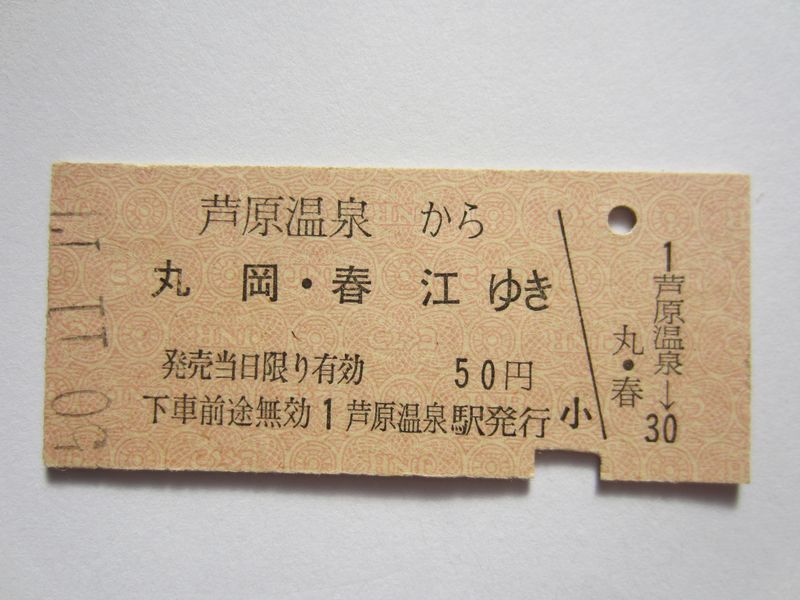 芦原温泉 から
丸 岡・春 江 ゆき
発売当日限り有効 50円
下車前途無効 1 芦原温泉駅発行 小
1
芦原温泉→
丸・春
30